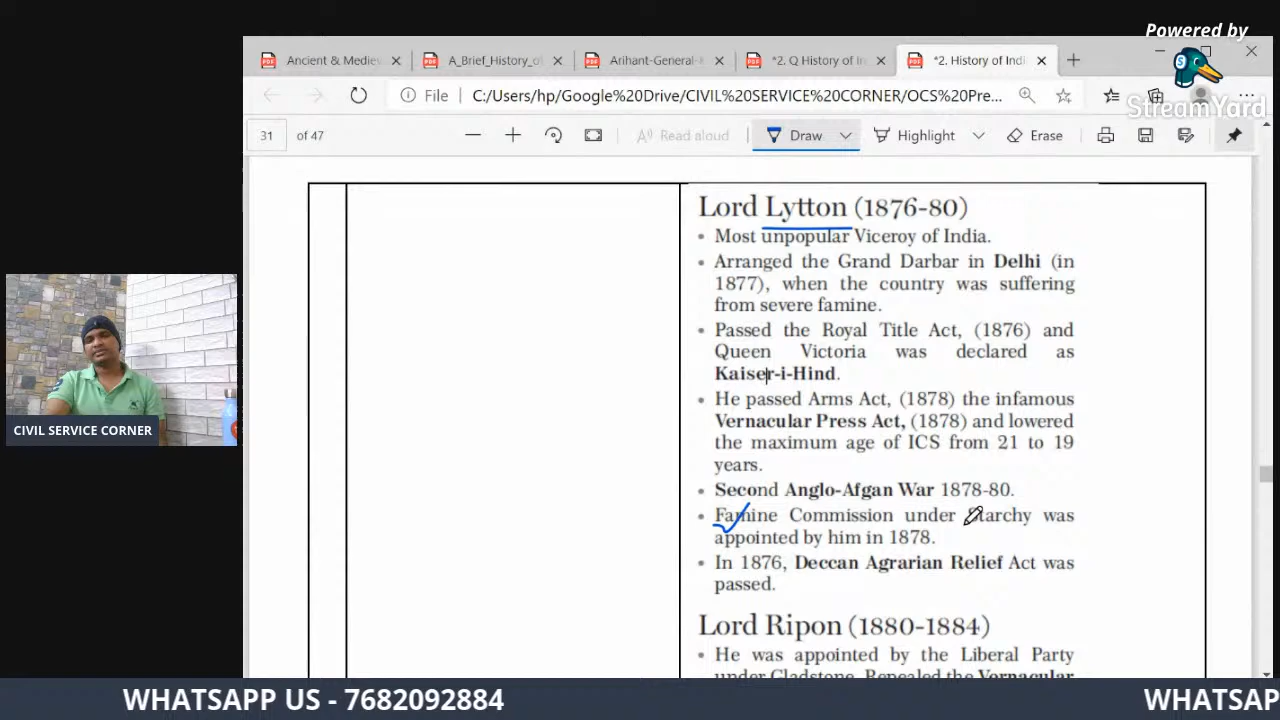 Powered by
StreamYard
Ancient & Mediev
A_Brief_History_o
Arihant-General-
*2. Q History of In
*2. History of Indi
File
C:/Users/hp/Google%20Drive/CIVIL%20SERVICE%20CORNER/OCS%20Pre...
31 of 47
Read aloud
Draw
Highlight
Erase
Lord Lytton (1876-80)
• Most unpopular Viceroy of India.
• Arranged the Grand Darbar in Delhi (in
1877), when the country was suffering
from severe famine.
• Passed the Royal Title Act, (1876) and
Queen Victoria was declared as
Kaiser-i-Hind.
• He passed Arms Act, (1878) the infamous
Vernacular Press Act, (1878) and lowered
the maximum age of ICS from 21 to 19
years.
• Second Anglo-Afgan War 1878-80.
• Famine Commission under starchy was
appointed by him in 1878.
• In 1876, Deccan Agrarian Relief Act was
passed.
Lord Ripon (1880-1884)
• He was appointed by the Liberal Party
under Gladstone. Repealed the Vernacular
CIVIL SERVICE CORNER
WHATSAPP US - 7682092884
WHATSAP